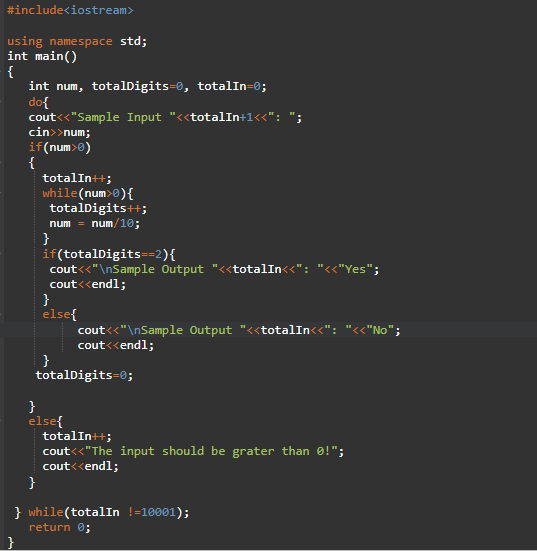 #include<iostream>
using namespace std;
int main()
{
int num, totalDigits=0, totalIn=0;
do{
cout<<"Sample Input "<<totalIn+1<<": ";
cin>>num;
if(num>0)
{
totalIn++;
while(num>0){
totalDigits++;
num = num/10;
}
if(totalDigits==2){
cout<<"\nSample Output "<<totalIn<<": "<<"Yes";
cout<<endl;
}
else{
cout<<"\nSample Output "<<totalIn<<": "<<"No";
cout<<endl;
}
totalDigits=0;
}
else{
totalIn++;
cout<<"The input should be grater than 0!";
cout<<endl;
}
} while(totalIn !=10001);
return 0;
}